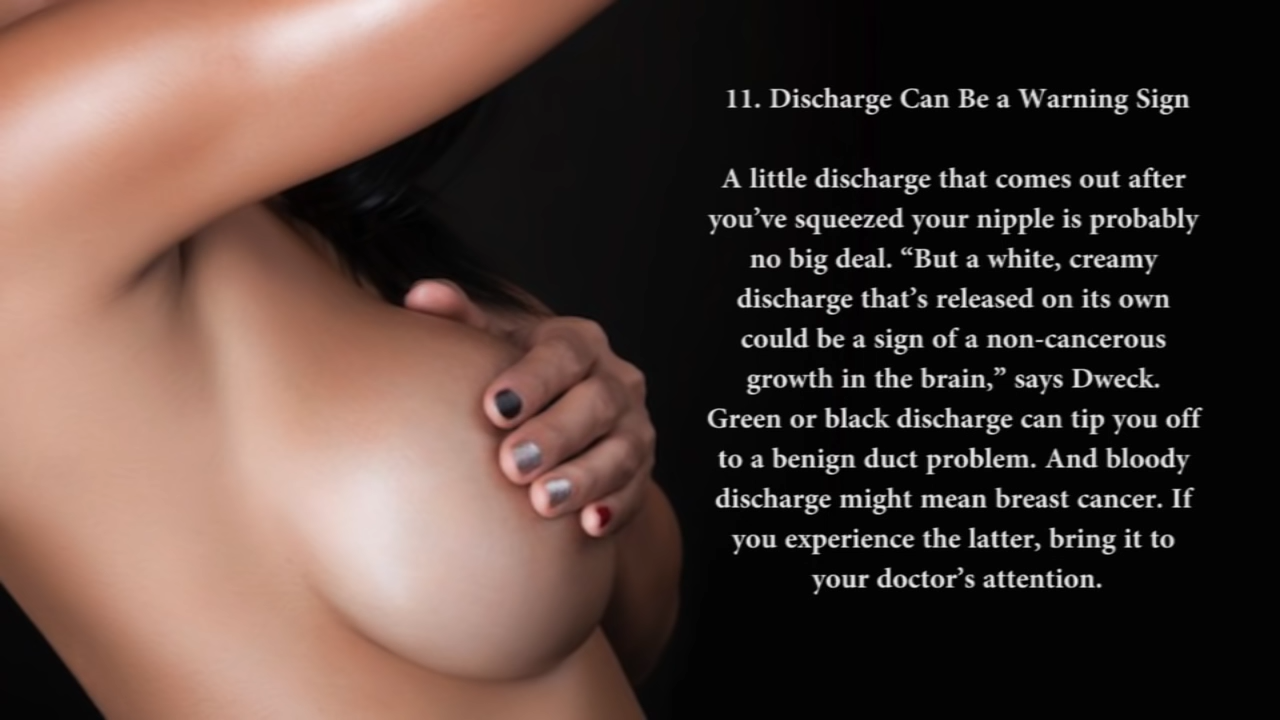 11. Discharge Can Be a Warning Sign
A little discharge that comes out after
you’ve squeezed your nipple is probably
no big deal. “But a white, creamy
discharge that’s released on its own
could be a sign of a non-cancerous
growth in the brain,” says Dweck.
Green or black discharge can tip you off
to a benign duct problem. And bloody
discharge might mean breast cancer. If
you experience the latter, bring it to
your doctor’s attention.